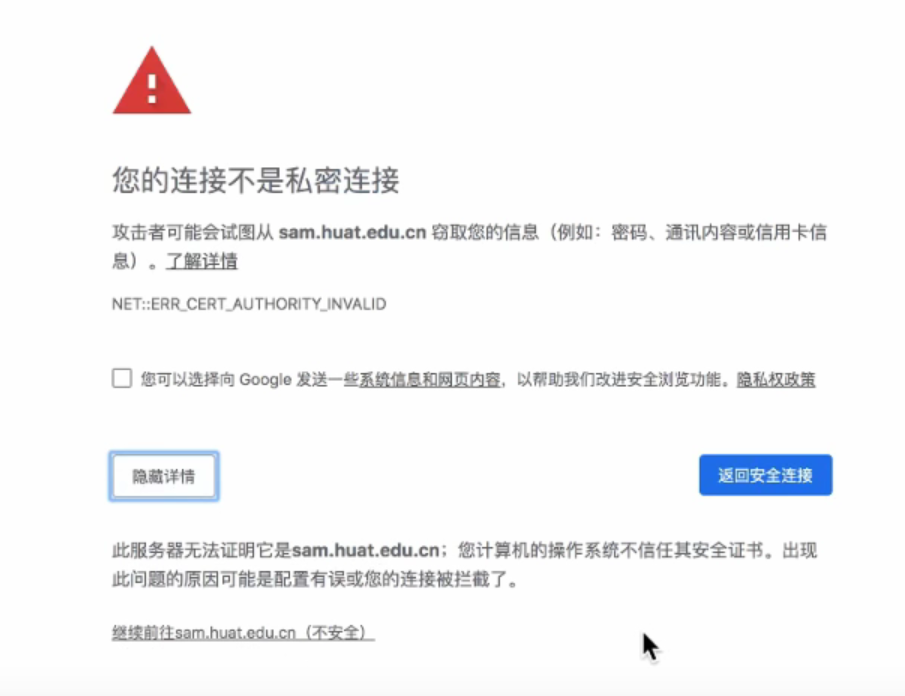 您的连接不是私密连接
攻击者可能会试图从 sam.huat.edu.cn 窃取您的信息（例如：密码、通讯内容或信用卡信
息）。了解详情
NET::ERR_CERT_AUTHORITY_INVALID
您可以选择向 Google 发送一些系统信息和网页内容，以帮助我们改进安全浏览功能。隐私权政策
隐藏详情
返回安全连接
此服务器无法证明它是sam.huat.edu.cn；您计算机的操作系统不信任其安全证书。出现
此问题的原因可能是配置有误或您的连接被拦截了。
继续前往sam.huat.edu.cn（不安全）